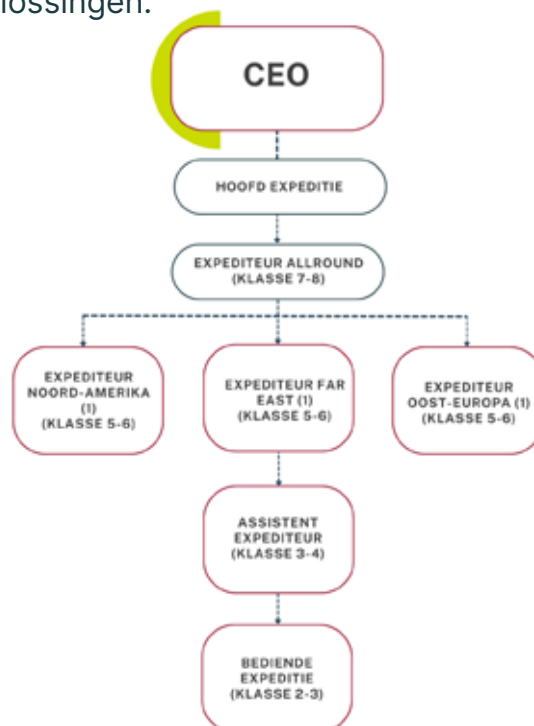 lossingen.
CEO
HOOFD EXPEDITIE
EXPEDITEUR ALLROUND
(KLASSE 7-8)
EXPEDITEUR
NOORD-AMERIKA
(1)
(KLASSE 5-6)
EXPEDITEUR FAR
EAST (1)
(KLASSE 5-6)
EXPEDITEUR
OOST-EUROPA (1)
(KLASSE 5-6)
ASSISTENT
EXPEDITEUR
(KLASSE 3-4)
BEDIENDE
EXPEDITIE
(KLASSE 2-3)